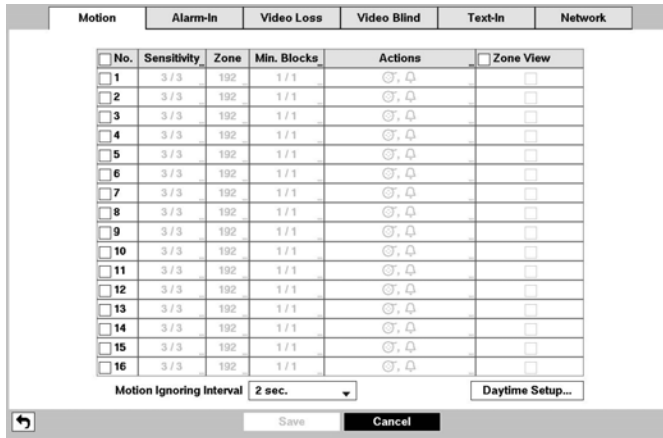 Motion Alarm-In Video Loss Video Blind Text-In Network
No. Sensitivity Zone Min. Blocks Actions Zone View
1 3 / 3 192 1 / 1
2 3 / 3 192 1 / 1
3 3 / 3 192 1 / 1
4 3 / 3 192 1 / 1
5 3 / 3 192 1 / 1
6 3 / 3 192 1 / 1
7 3 / 3 192 1 / 1
8 3 / 3 192 1 / 1
9 3 / 3 192 1 / 1
10 3 / 3 192 1 / 1
11 3 / 3 192 1 / 1
12 3 / 3 192 1 / 1
13 3 / 3 192 1 / 1
14 3 / 3 192 1 / 1
15 3 / 3 192 1 / 1
16 3 / 3 192 1 / 1
Motion Ignoring Interval 2 sec. Daytime Setup...
Save Cancel